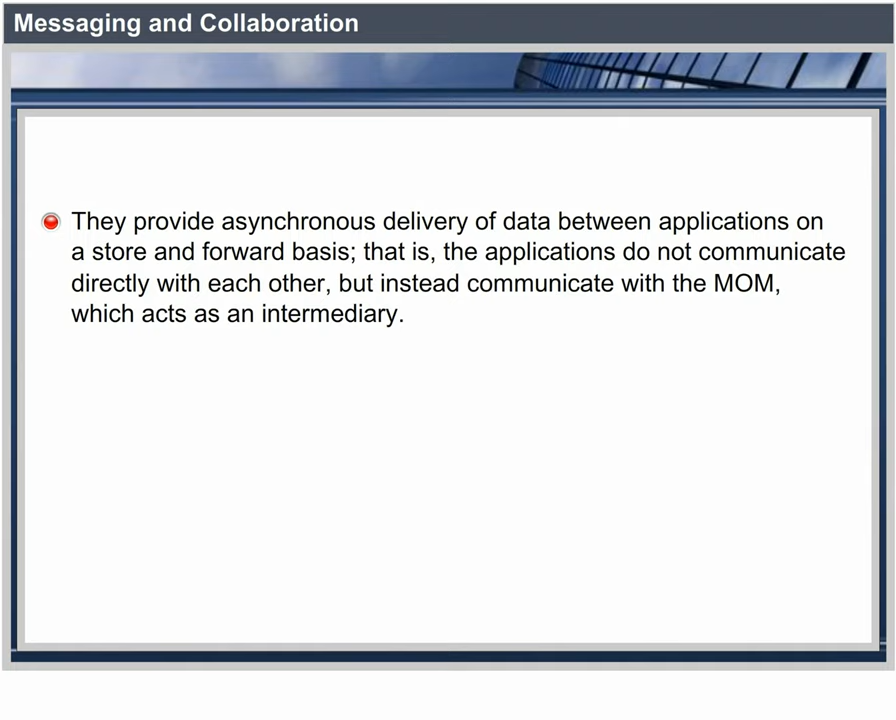 Messaging and Collaboration
They provide asynchronous delivery of data between applications on
a store and forward basis; that is, the applications do not communicate
directly with each other, but instead communicate with the MOM,
which acts as an intermediary.